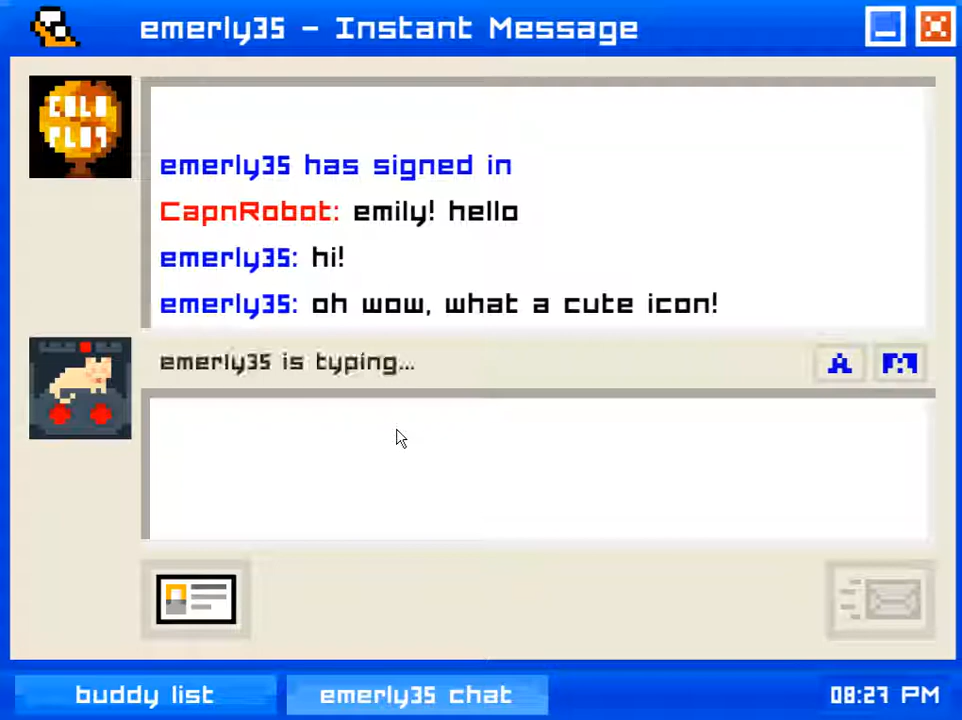 emerly35 - Instant Message
COLD
PLAY
emerly35 has signed in
CapnRobot: emily! hello
emerly35: hi!
emerly35: oh wow, what a cute icon!
emerly35 is typing...
A
buddy list
emerly35 chat
08:27 PM